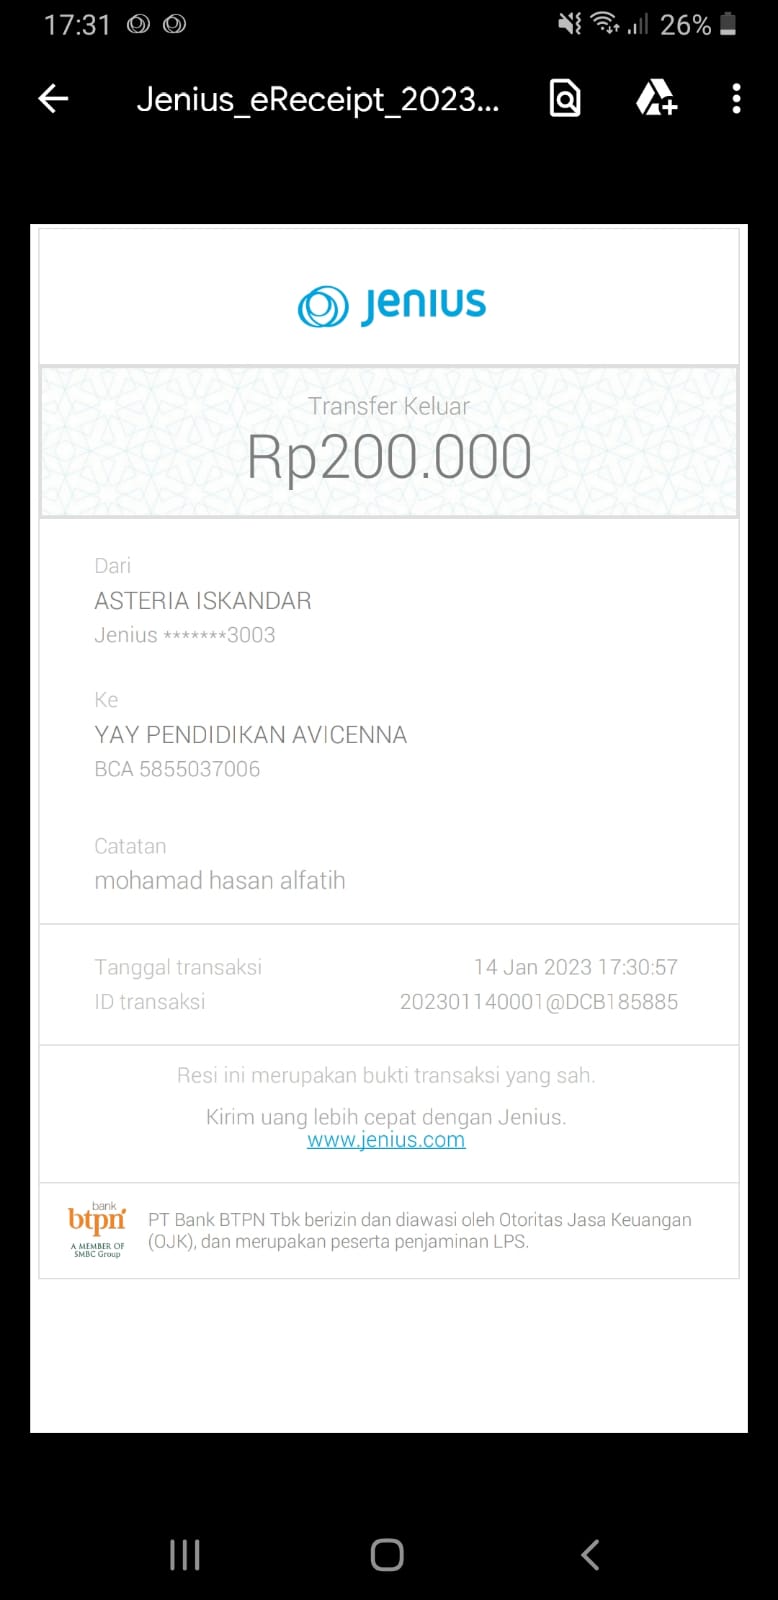 17:31
26%
Jenius_eReceipt_2023...
Jenius
Transfer Keluar
Rp200.000
Dari
ASTERIA ISKANDAR
Jenius *******3003
Ke
YAY PENDIDIKAN AVICENNA
BCA 5855037006
Catatan
mohamad hasan alfatih
Tanggal transaksi 14 Jan 2023 17:30:57
ID transaksi 202301140001@DCB185885
Resi ini merupakan bukti transaksi yang sah.
Kirim uang lebih cepat dengan Jenius.
www.jenius.com
bank
btpn
A MEMBER OF
SMBC Group
PT Bank BTPN Tbk berizin dan diawasi oleh Otoritas Jasa Keuangan
(OJK), dan merupakan peserta penjaminan LPS.